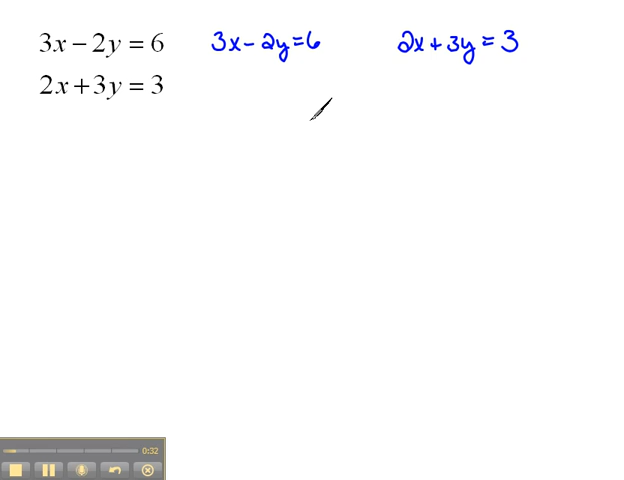 3x − 2y = 6 3x − 2y = 6 2x + 3y = 3
2x + 3y = 3
0:32